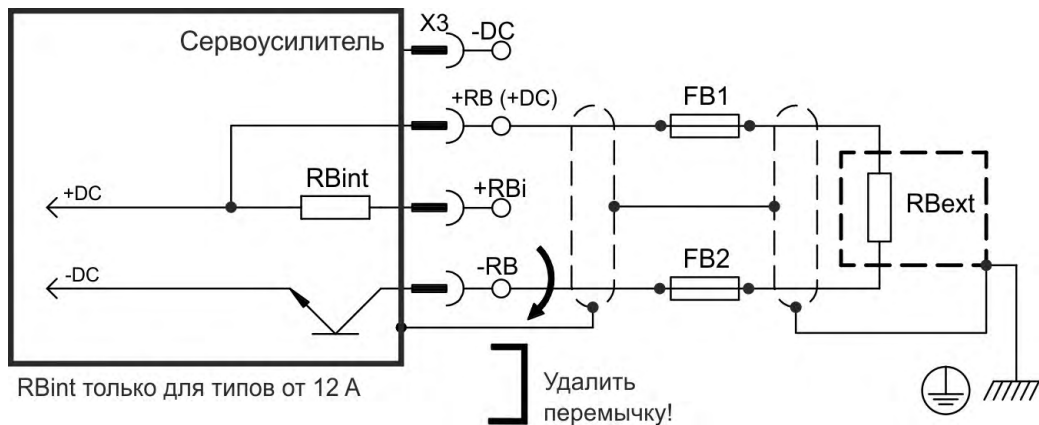 Сервоусилитель
X3
-DC
+RB (+DC)
FB1
+DC
RBint
+RBi
RBext
-DC
-RB
FB2
RBint только для типов от 12 A
Удалить
перемычку!